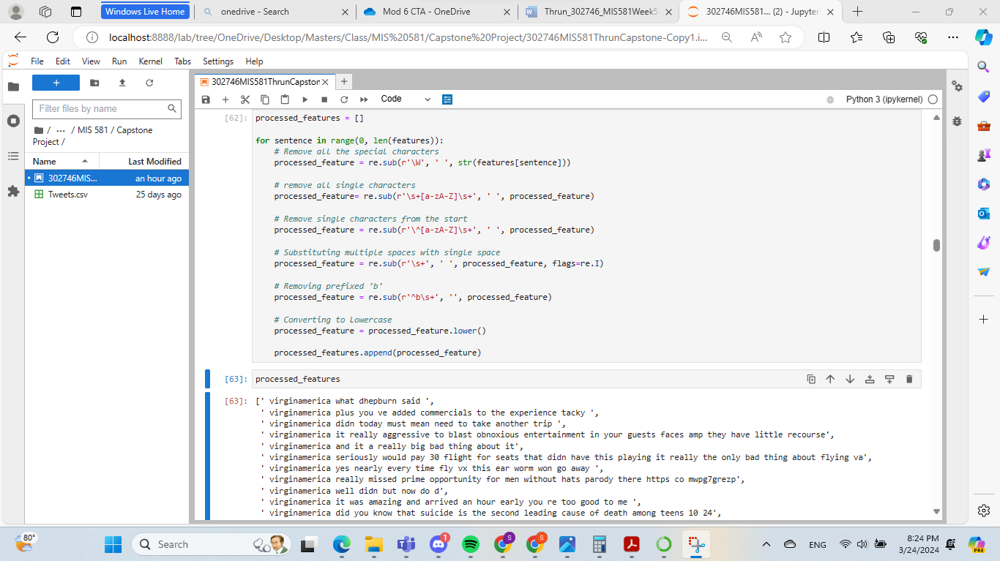 Windows Live Home
onedrive - Search
Mod 6 CTA - OneDrive
Thrun_302746_MIS581Week5
302746MIS581... (2) - Jupyter
localhost:8888/lab/tree/OneDrive/Desktop/Masters/Class/MIS%20581/Capstone%20Project/302746MIS581ThrunCapstone-Copy1.i...
File Edit View Run Kernel Tabs Settings Help
302746MIS581ThrunCapston
Filter files by name
/ ... / MIS 581 / Capstone
Project /
Name Last Modified
302746MIS... an hour ago
Tweets.csv 25 days ago
Code
Python 3 (ipykernel)
[62]: processed_features = []
for sentence in range(0, len(features)):
# Remove all the special characters
processed_feature = re.sub(r'\W', ' ', str(features[sentence]))
# remove all single characters
processed_feature= re.sub(r'\s+[a-zA-Z]\s+', ' ', processed_feature)
# Remove single characters from the start
processed_feature = re.sub(r'\^[a-zA-Z]\s+', ' ', processed_feature)
# Substituting multiple spaces with single space
processed_feature = re.sub(r'\s+', ' ', processed_feature, flags=re.I)
# Removing prefixed 'b'
processed_feature = re.sub(r'^b\s+', '', processed_feature)
# Converting to Lowercase
processed_feature = processed_feature.lower()
processed_features.append(processed_feature)
[63]: processed_features
[63]: [' virginamerica what dhepburn said ',
' virginamerica plus you ve added commercials to the experience tacky ',
' virginamerica didn today must mean need to take another trip ',
' virginamerica it really aggressive to blast obnoxious entertainment in your guests faces amp they have little recourse',
' virginamerica and it a really big bad thing about it',
' virginamerica seriously would pay 30 flight for seats that didn have this playing it really the only bad thing about flying va',
' virginamerica yes nearly every time fly vx this ear worm won go away ',
' virginamerica really missed prime opportunity for men without hats parody there https co mwpg7grezp',
' virginamerica well didn but now do d',
' virginamerica it was amazing and arrived an hour early you re too good to me ',
' virginamerica did you know that suicide is the second leading cause of death among teens 10 24',
80°
Search
1
S
S
ENG
8:24 PM
3/24/2024
PRE